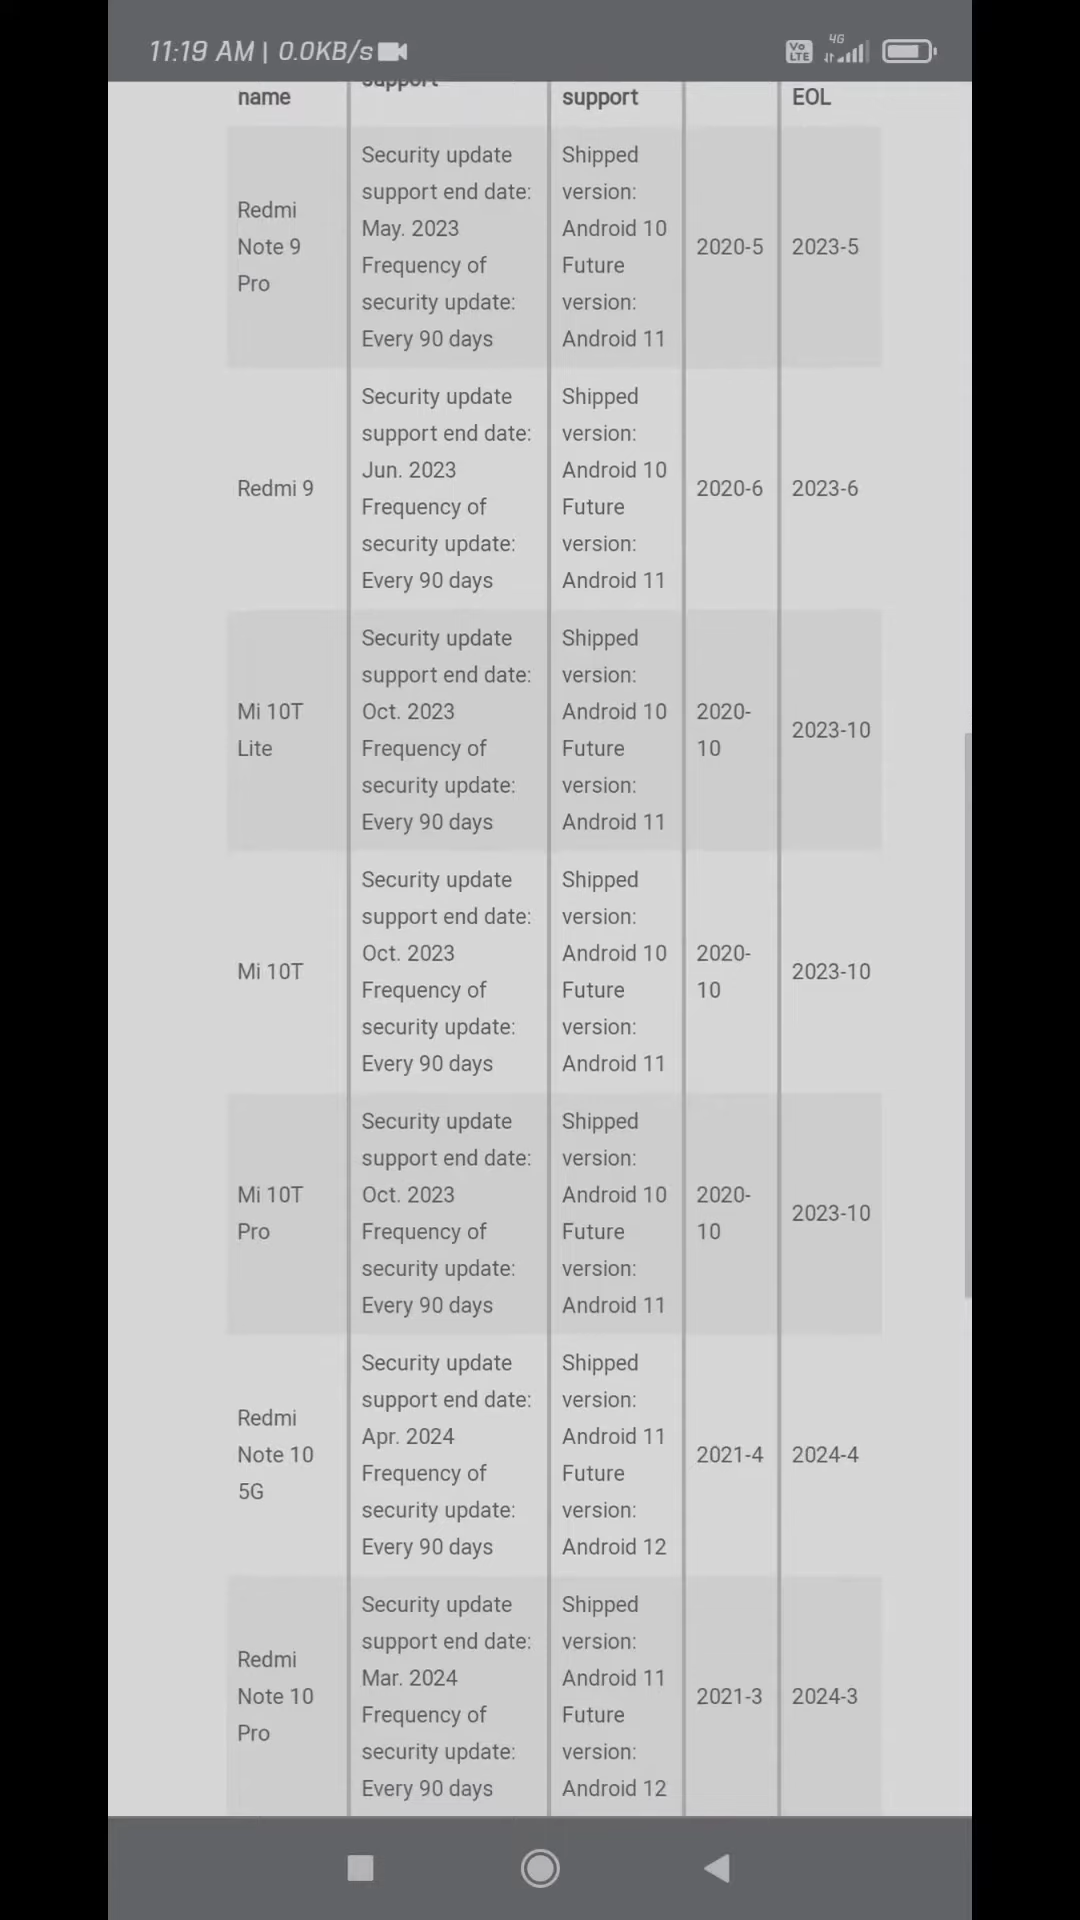 11:19 AM | 0.0KB/s
Vo LTE 4G
support
name support EOL
Security update Shipped
support end date: version:
Redmi May. 2023 Android 10
Note 9 Frequency of Future 2020-5 2023-5
Pro security update: version:
Every 90 days Android 11
Security update Shipped
support end date: version:
Jun. 2023 Android 10
Redmi 9 Frequency of Future 2020-6 2023-6
security update: version:
Every 90 days Android 11
Security update Shipped
support end date: version:
Mi 10T Oct. 2023 Android 10 2020-
Lite Frequency of Future 10 2023-10
security update: version:
Every 90 days Android 11
Security update Shipped
support end date: version:
Oct. 2023 Android 10 2020-
Mi 10T Frequency of Future 10 2023-10
security update: version:
Every 90 days Android 11
Security update Shipped
support end date: version:
Mi 10T Oct. 2023 Android 10 2020-
Pro Frequency of Future 10 2023-10
security update: version:
Every 90 days Android 11
Security update Shipped
support end date: version:
Redmi Apr. 2024 Android 11
Note 10 Frequency of Future 2021-4 2024-4
5G security update: version:
Every 90 days Android 12
Security update Shipped
support end date: version:
Redmi Mar. 2024 Android 11
Note 10 Frequency of Future 2021-3 2024-3
Pro security update: version:
Every 90 days Android 12